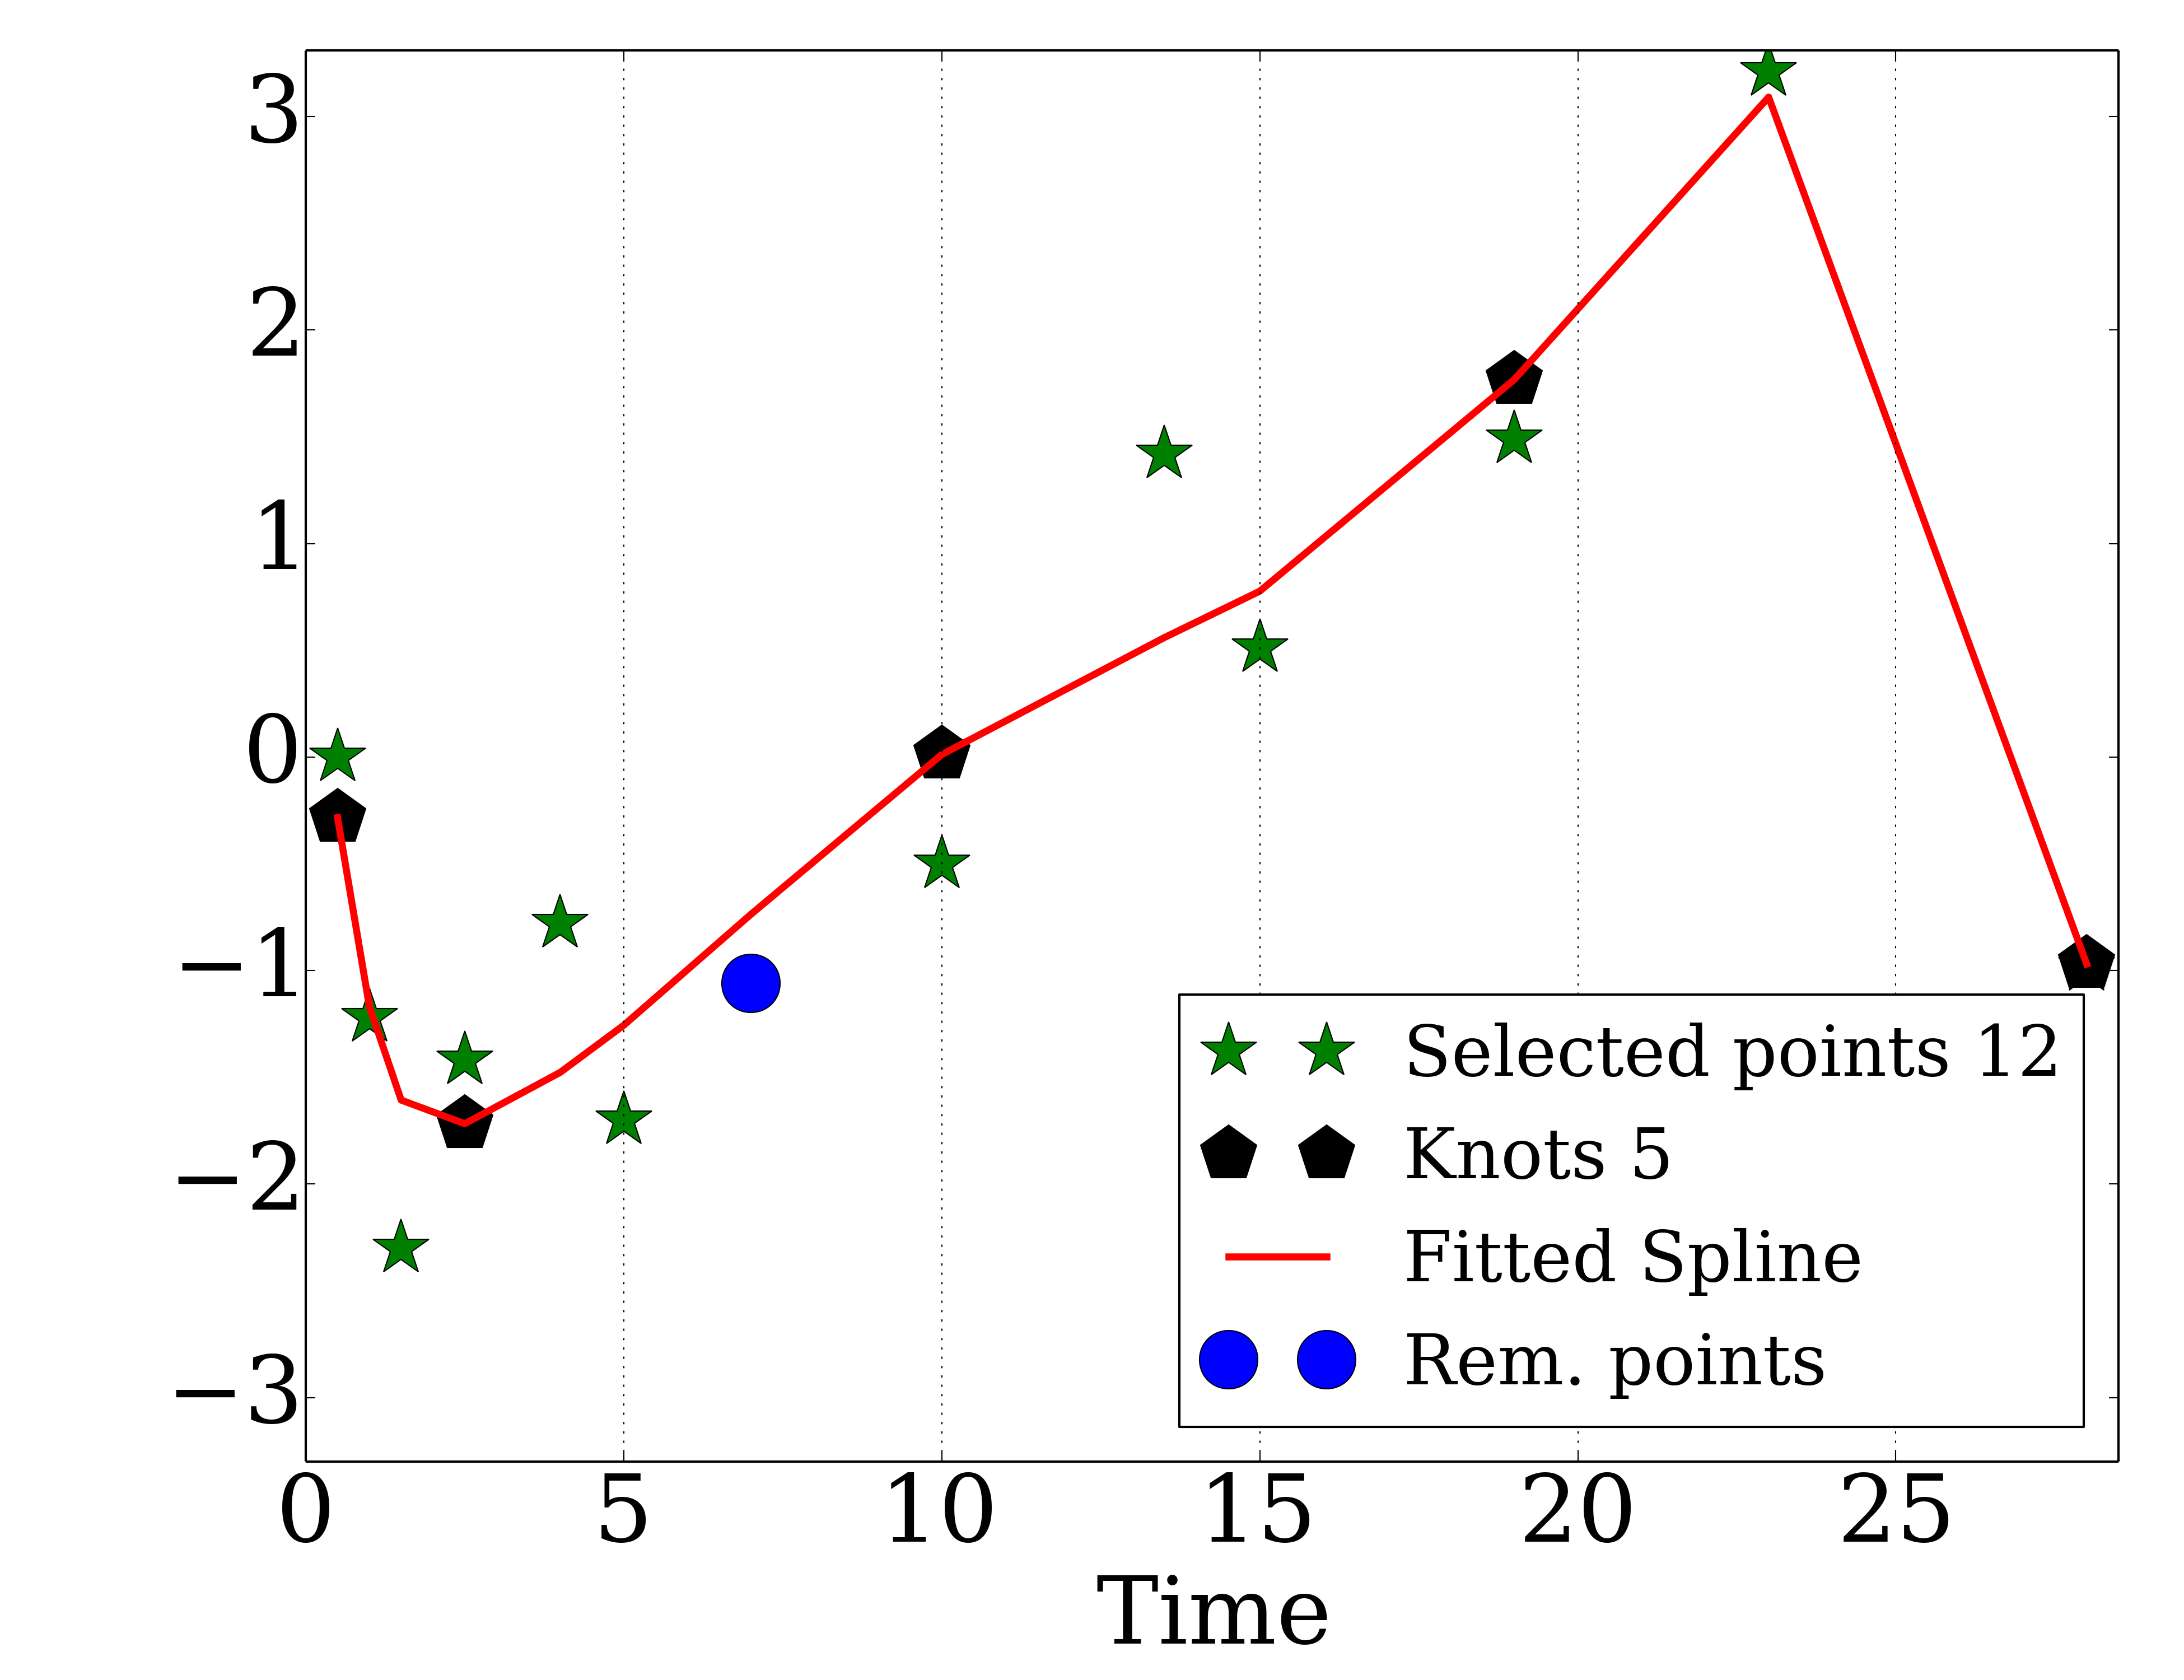 3
2
1
0
−1
−2
−3
0 5 10 15 20 25
Time
Selected points 12
Knots 5
Fitted Spline
Rem. points